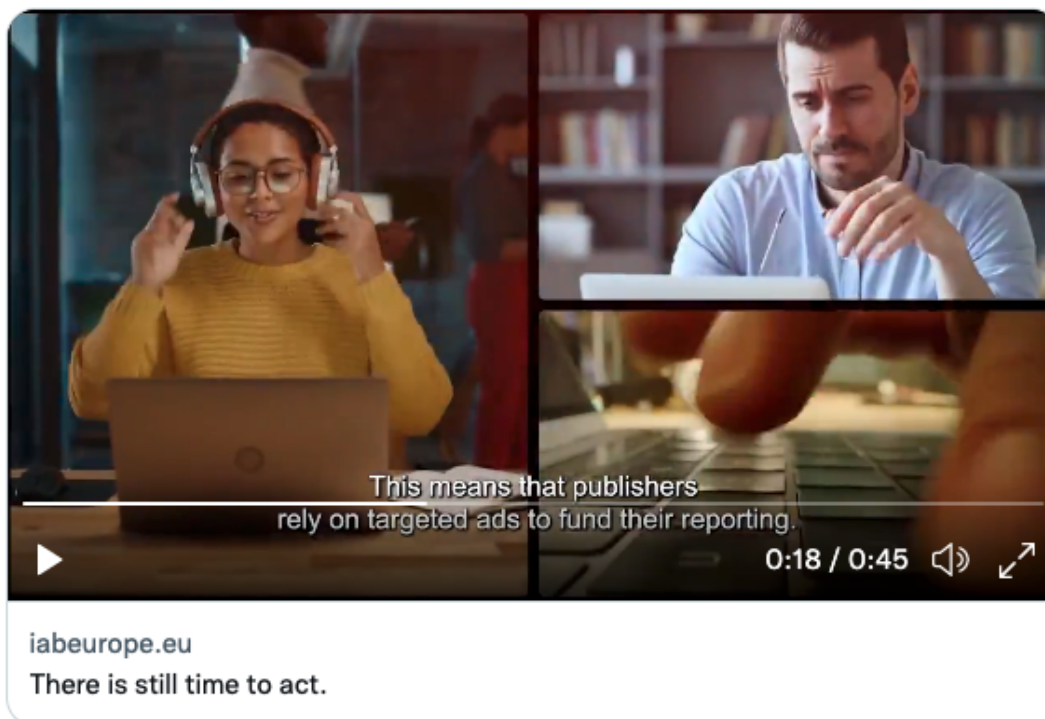 This means that publishers
rely on targeted ads to fund their reporting.
0:18 / 0:45
iabeurope.eu
There is still time to act.